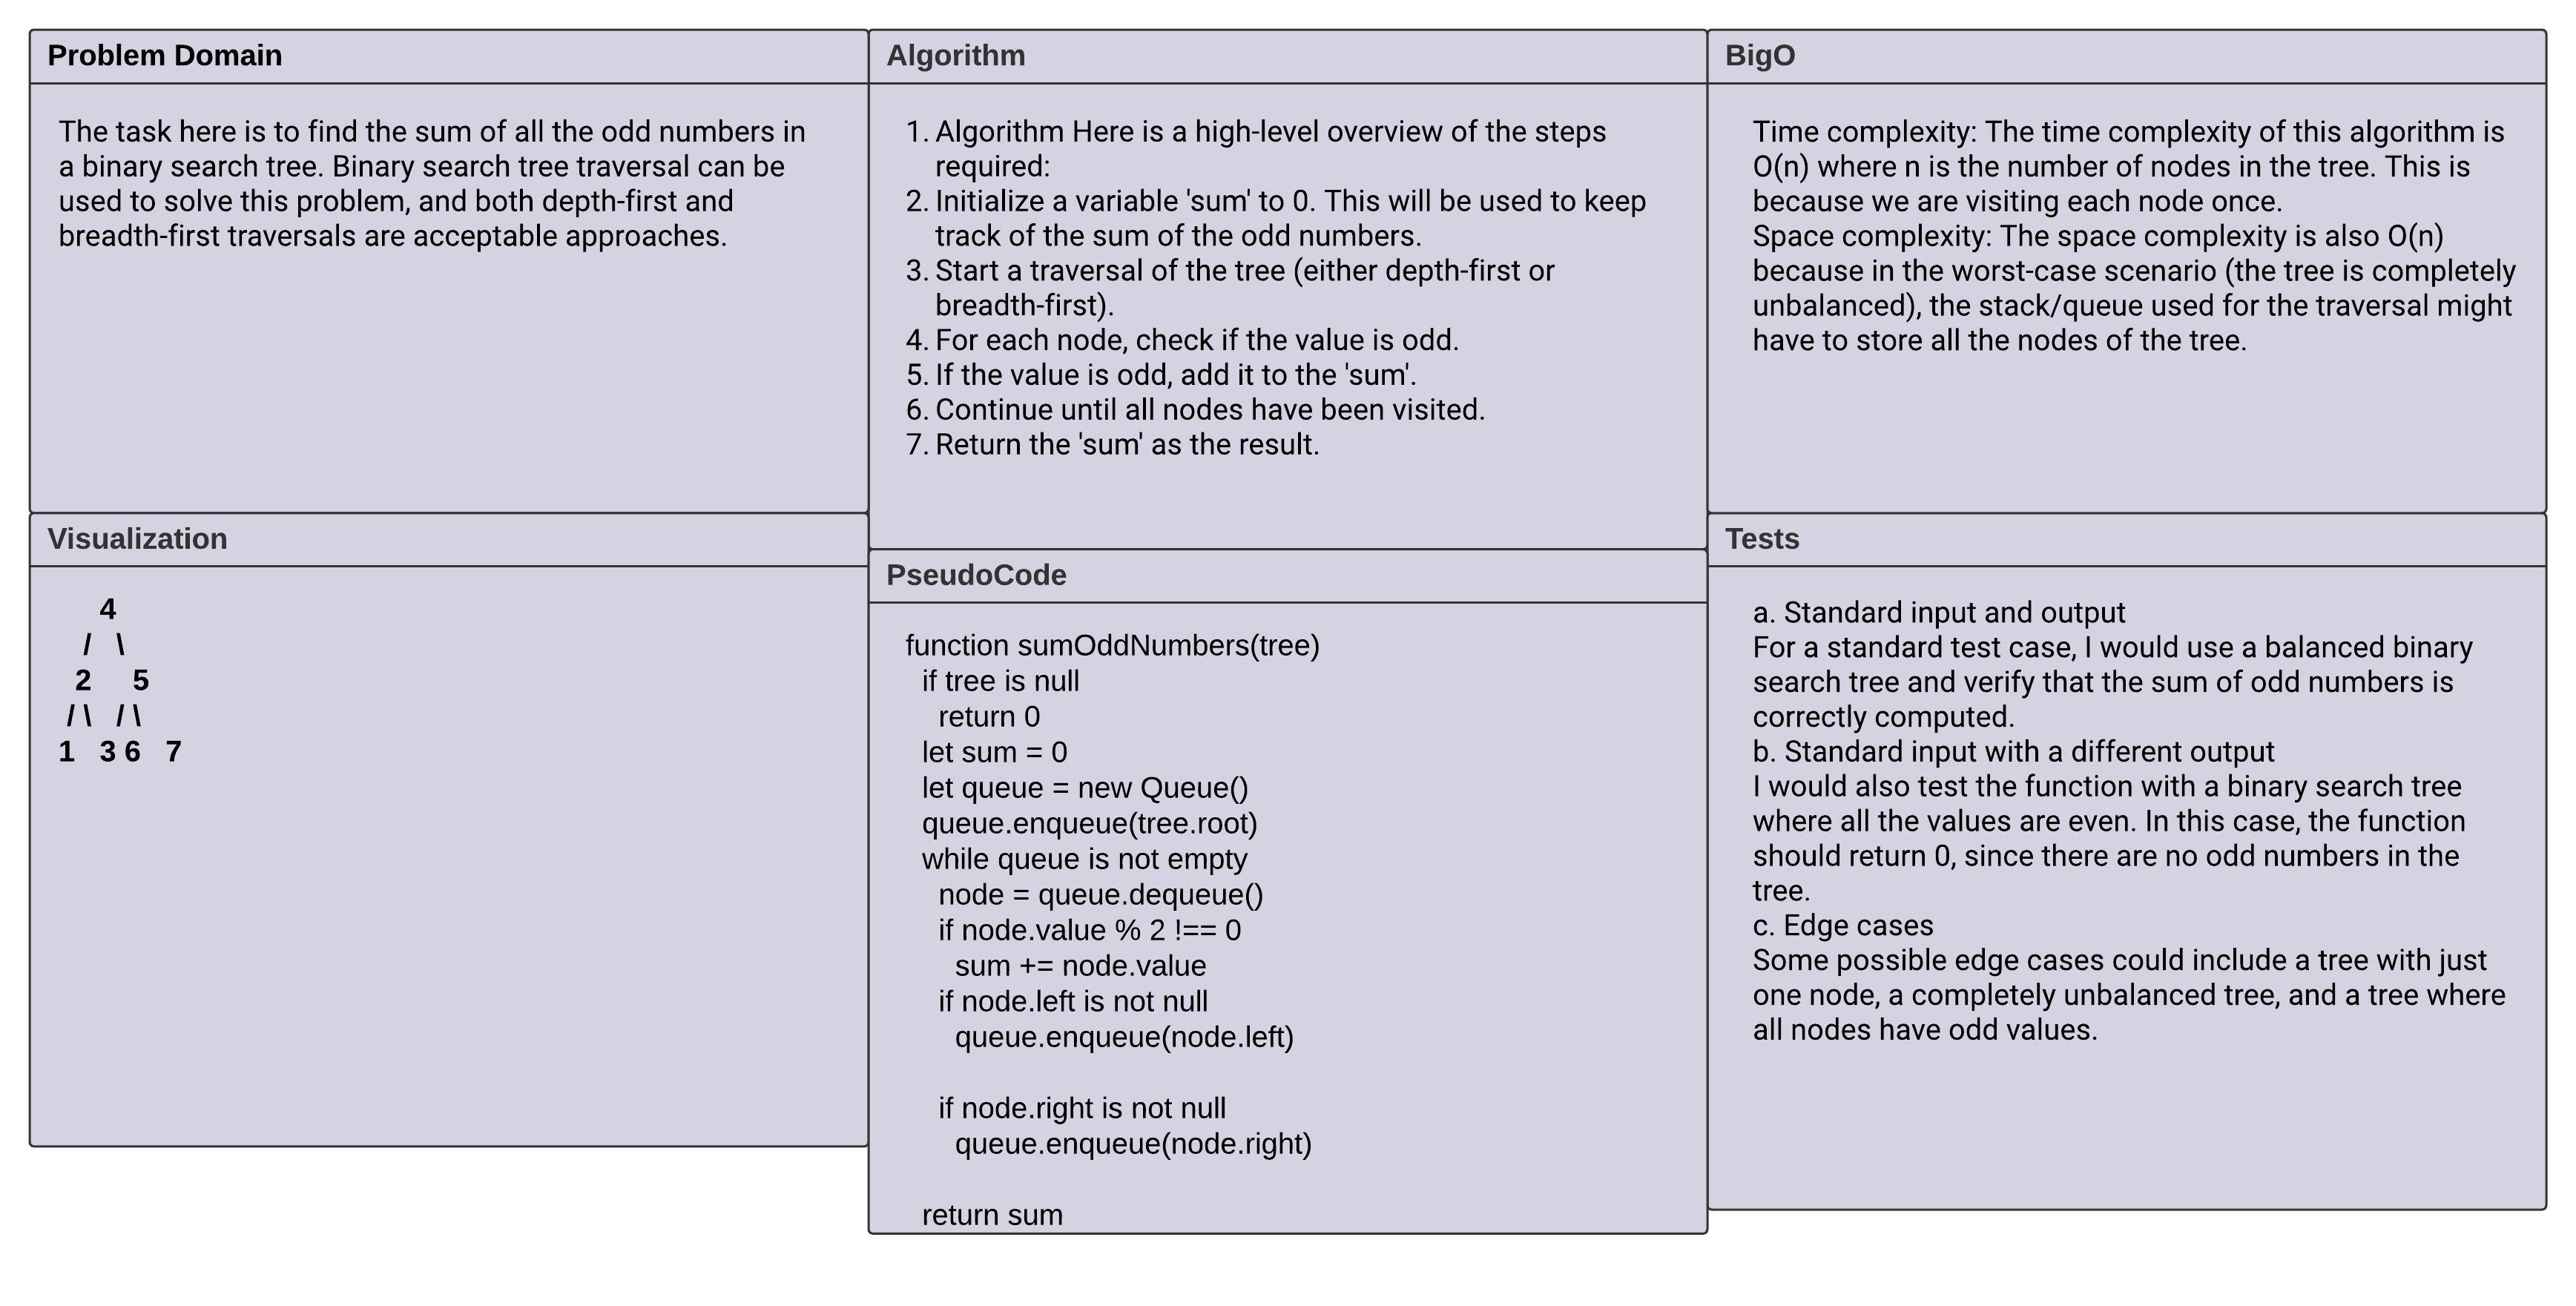 Problem Domain
The task here is to find the sum of all the odd numbers in
a binary search tree. Binary search tree traversal can be
used to solve this problem, and both depth-first and
breadth-first traversals are acceptable approaches.
Visualization
4
/ \
2 5
/ \ / \
1 3 6 7
Algorithm
1. Algorithm Here is a high-level overview of the steps
required:
2. Initialize a variable 'sum' to 0. This will be used to keep
track of the sum of the odd numbers.
3. Start a traversal of the tree (either depth-first or
breadth-first).
4. For each node, check if the value is odd.
5. If the value is odd, add it to the 'sum'.
6. Continue until all nodes have been visited.
7. Return the 'sum' as the result.
PseudoCode
function sumOddNumbers(tree)
if tree is null
return 0
let sum = 0
let queue = new Queue()
queue.enqueue(tree.root)
while queue is not empty
node = queue.dequeue()
if node.value % 2 !== 0
sum += node.value
if node.left is not null
queue.enqueue(node.left)
if node.right is not null
queue.enqueue(node.right)
return sum
BigO
Time complexity: The time complexity of this algorithm is
O(n) where n is the number of nodes in the tree. This is
because we are visiting each node once.
Space complexity: The space complexity is also O(n)
because in the worst-case scenario (the tree is completely
unbalanced), the stack/queue used for the traversal might
have to store all the nodes of the tree.
Tests
a. Standard input and output
For a standard test case, I would use a balanced binary
search tree and verify that the sum of odd numbers is
correctly computed.
b. Standard input with a different output
I would also test the function with a binary search tree
where all the values are even. In this case, the function
should return 0, since there are no odd numbers in the
tree.
c. Edge cases
Some possible edge cases could include a tree with just
one node, a completely unbalanced tree, and a tree where
all nodes have odd values.